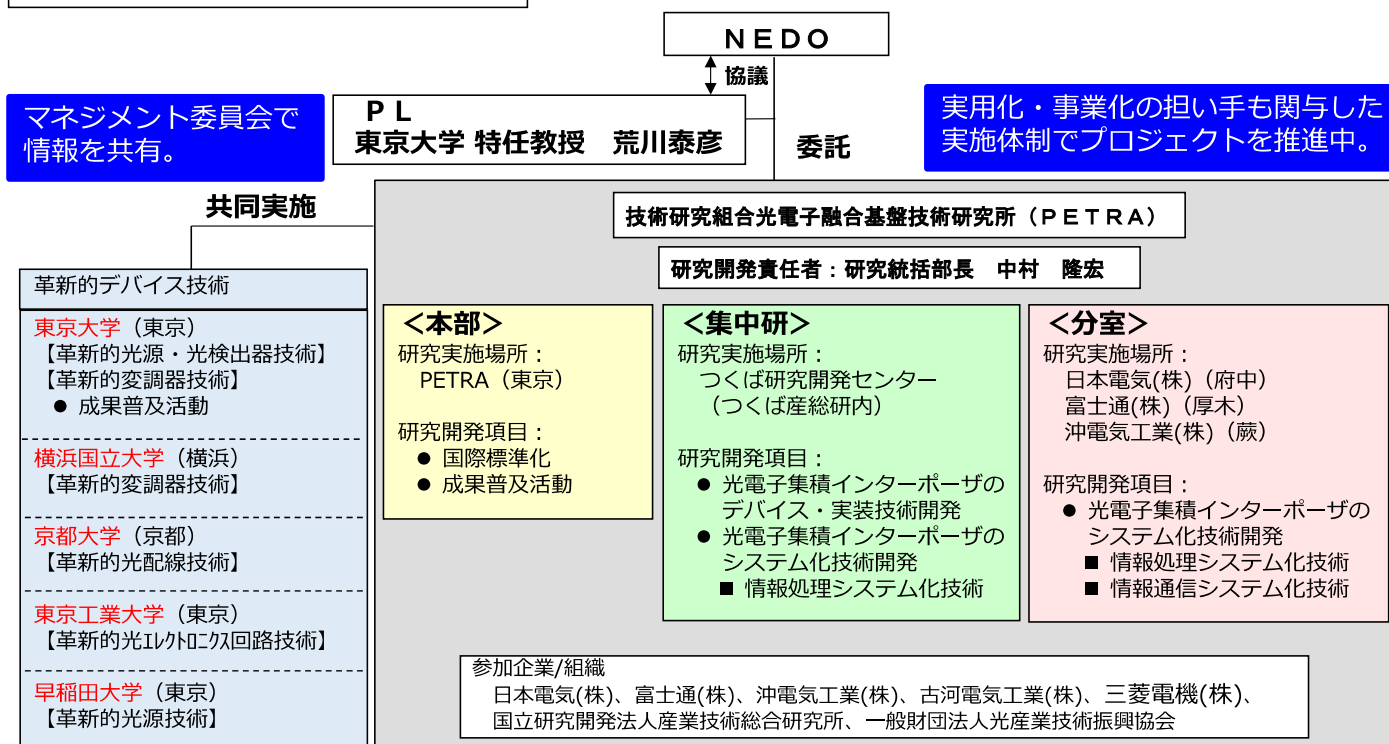 NEDO
協議
PL
東京大学 特任教授 荒川泰彦
マネジメント委員会で
情報を共有。
委託
実用化・事業化の担い手も関与した
実施体制でプロジェクトを推進中。
共同実施
革新的デバイス技術
東京大学（東京）
【革新的光源・光検出器技術】
【革新的変調器技術】
● 成果普及活動
横浜国立大学（横浜）
【革新的変調器技術】
京都大学（京都）
【革新的光配線技術】
東京工業大学（東京）
【革新的光ｴﾚｸﾄﾛﾆｸｽ回路技術】
早稲田大学（東京）
【革新的光源技術】
技術研究組合光電子融合基盤技術研究所（ＰＥＴＲＡ）
研究開発責任者：研究統括部長 中村 隆宏
＜本部＞
研究実施場所：
PETRA（東京）
研究開発項目：
● 国際標準化
● 成果普及活動
＜集中研＞
研究実施場所：
つくば研究開発センター
（つくば産総研内）
研究開発項目：
● 光電子集積インターポーザの
デバイス・実装技術開発
● 光電子集積インターポーザの
システム化技術開発
■ 情報処理システム化技術
＜分室＞
研究実施場所：
日本電気(株)（府中）
富士通(株)（厚木）
沖電気工業(株)（蕨）
研究開発項目：
● 光電子集積インターポーザの
システム化技術開発
■ 情報処理システム化技術
■ 情報通信システム化技術
参加企業/組織
日本電気(株)、富士通(株)、沖電気工業(株)、古河電気工業(株)、三菱電機(株)、
国立研究開発法人産業技術総合研究所、一般財団法人光産業技術振興協会